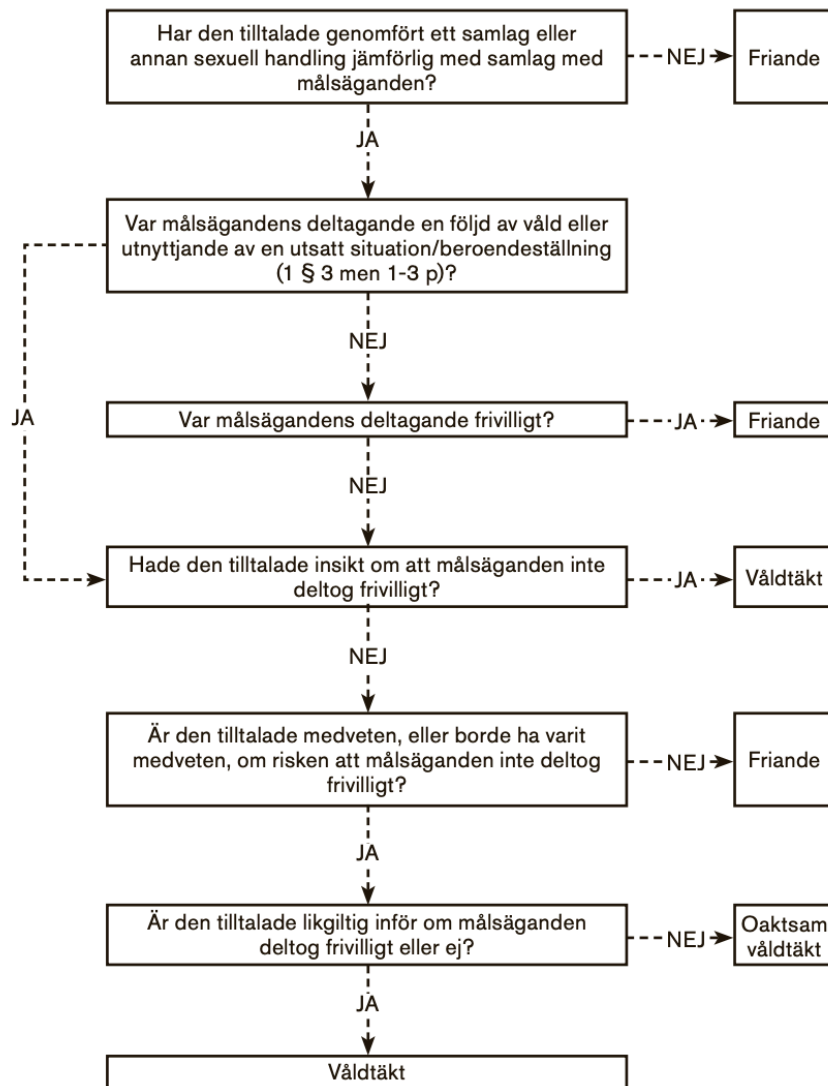 Har den tilltalade genomfört ett samlag eller
annan sexuell handling jämförlig med samlag med
målsäganden?
NEJ
Friande
JA
Var målsägandens deltagande en följd av våld eller
utnyttjande av en utsatt situation/beroendeställning
(1 § 3 men 1-3 p)?
NEJ
JA
Var målsägandens deltagande frivilligt?
JA
Friande
NEJ
Hade den tilltalade insikt om att målsäganden inte
deltog frivilligt?
JA
Våldtäkt
NEJ
Är den tilltalade medveten, eller borde ha varit
medveten, om risken att målsäganden inte deltog
frivilligt?
NEJ
Friande
JA
Är den tilltalade likgiltig inför om målsäganden
deltog frivilligt eller ej?
NEJ
Oaktsam
våldtäkt
JA
Våldtäkt